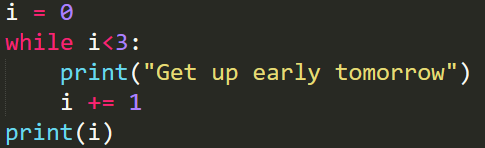 i = 0
while i<3:
    print("Get up early tomorrow")
    i += 1
print(i)